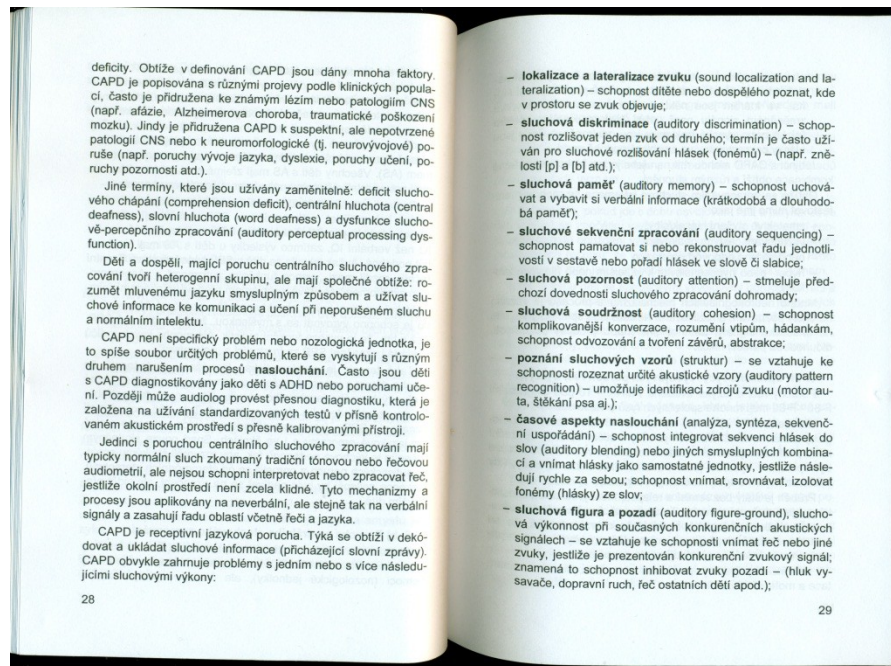 deficity. Obtíže v definování CAPD jsou dány mnoha faktory.
CAPD je popisována s různými projevy podle klinických popula-
cí, často je přidružena ke známým lézím nebo patologiím CNS
(např. afázie, Alzheimerova choroba, traumatické poškození
mozku). Jindy je přidružena CAPD k suspektní, ale nepotvrzené
patologii CNS nebo k neuromorfologické (tj. neurovývojové) po-
ruše (např. poruchy vývoje jazyka, dyslexie, poruchy učení, po-
ruchy pozornosti atd.).
Jiné termíny, které jsou užívány zaměnitelně: deficit slucho-
vého chápání (comprehension deficit), centrální hluchota (central
deafness), slovní hluchota (word deafness) a dysfunkce slucho-
vě-percepčního zpracování (auditory perceptual processing dys-
function).
Děti a dospělí, mající poruchu centrálního sluchového zpra-
cování tvoří heterogenní skupinu, ale mají společné obtíže: ro-
zumět mluvenému jazyku smysluplným způsobem a užívat slu-
chové informace ke komunikaci a učení při neporušeném sluchu
a normálním intelektu.
CAPD není specifický problém nebo nozologická jednotka, je
to spíše soubor určitých problémů, které se vyskytují s různým
druhem narušením procesů naslouchání. Často jsou děti
s CAPD diagnostikovány jako děti s ADHD nebo poruchami uče-
ní. Později může audiolog provést přesnou diagnostiku, která je
založena na užívání standardizovaných testů v přísně kontrolo-
vaném akustickém prostředí s přesně kalibrovanými přístroji.
Jedinci s poruchou centrálního sluchového zpracování mají
typicky normální sluch zkoumaný tradiční tónovou nebo řečovou
audiometrií, ale nejsou schopni interpretovat nebo zpracovat řeč,
jestliže okolní prostředí není zcela klidné. Tyto mechanizmy a
procesy jsou aplikovány na neverbální, ale stejně tak na verbální
signály a zasahují řadu oblastí včetně řeči a jazyka.
CAPD je receptivní jazyková porucha. Týká se obtíží v dekó-
dovat a ukládat sluchové informace (přicházející slovní zprávy).
CAPD obvykle zahrnuje problémy s jedním nebo s více následu-
jícími sluchovými výkony:
28
– lokalizace a lateralizace zvuku (sound localization and la-
teralization) – schopnost dítěte nebo dospělého poznat, kde
v prostoru se zvuk objevuje;
– sluchová diskriminace (auditory discrimination) – schop-
nost rozlišovat jeden zvuk od druhého; termín je často uží-
ván pro sluchové rozlišování hlásek (fonémů) – (např. zně-
losti [p] a [b] atd.);
– sluchová paměť (auditory memory) – schopnost uchová-
vat a vybavit si verbální informace (krátkodobá a dlouhodo-
bá paměť);
– sluchové sekvenční zpracování (auditory sequencing) –
schopnost pamatovat si nebo rekonstruovat řadu jednotli-
vostí v sestavě nebo pořadí hlásek ve slově či slabice;
– sluchová pozornost (auditory attention) – stmeluje před-
chozí dovednosti sluchového zpracování dohromady;
– sluchová soudržnost (auditory cohesion) – schopnost
komplikovanější konverzace, rozumění vtipům, hádankám,
schopnost odvozování a tvoření závěrů, abstrakce;
– poznání sluchových vzorů (struktur) – se vztahuje ke
schopnosti rozeznat určité akustické vzory (auditory pattern
recognition) – umožňuje identifikaci zdrojů zvuku (motor au-
ta, štěkání psa aj.);
– časové aspekty naslouchání (analýza, syntéza, sekvenč-
ní uspořádání) – schopnost integrovat sekvenci hlásek do
slov (auditory blending) nebo jiných smysluplných kombina-
cí a vnímat hlásky jako samostatné jednotky, jestliže násle-
dují rychle za sebou; schopnost vnímat, srovnávat, izolovat
fonémy (hlásky) ze slov;
– sluchová figura a pozadí (auditory figure-ground), slucho-
vá výkonnost při současných konkurenčních akustických
signálech – se vztahuje ke schopnosti vnímat řeč nebo jiné
zvuky, jestliže je prezentován konkurenční zvukový signál;
znamená to schopnost inhibovat zvuky pozadí – (hluk vy-
savače, dopravní ruch, řeč ostatních dětí apod.);
29